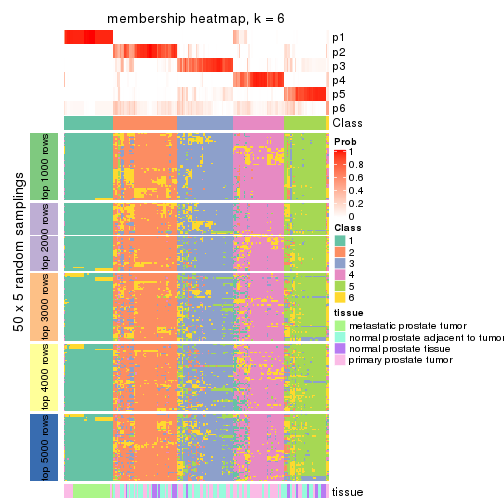 membership heatmap, k = 6
p1
p2
p3
p4
p5
p6
Class
50 x 5 random samplings
top 1000 rows
top 2000 rows
top 3000 rows
top 4000 rows
top 5000 rows
Prob
1
0.8
0.6
0.4
0.2
0
Class
1
2
3
4
5
6
tissue
metastatic prostate tumor
normal prostate adjacent to tumor
normal prostate tissue
primary prostate tumor
tissue